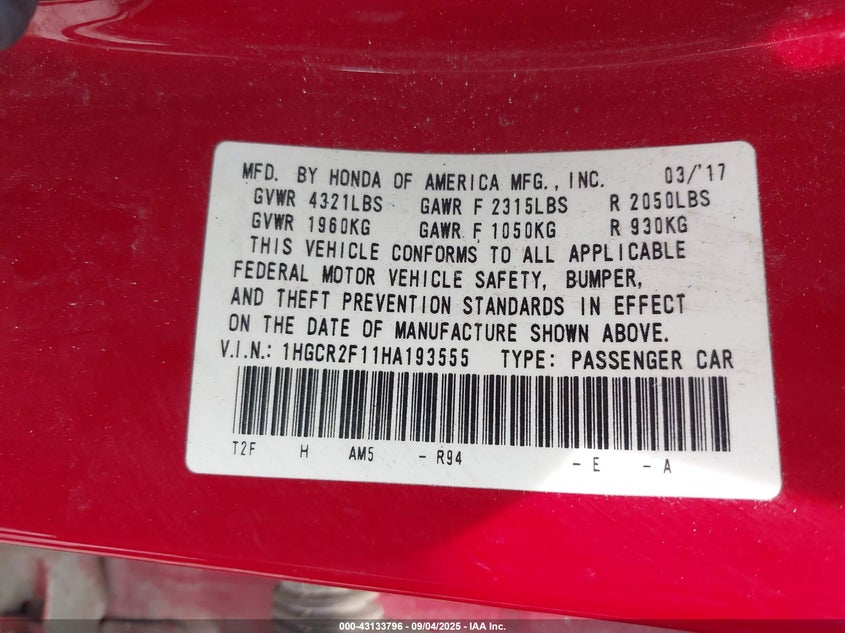 MFD. BY HONDA OF AMERICA MFG., INC. 03/'17
GVWR 4321LBS GAWR F 2315LBS R 2050LBS
GVWR 1960KG GAWR F 1050KG R 930KG
THIS VEHICLE CONFORMS TO ALL APPLICABLE
FEDERAL MOTOR VEHICLE SAFETY, BUMPER,
AND THEFT PREVENTION STANDARDS IN EFFECT
ON THE DATE OF MANUFACTURE SHOWN ABOVE.
V.I.N.: 1HGCR2F11HA193555 TYPE: PASSENGER CAR
T2F H AM5 - R94 - E - A
000-43133796 - 09/04/2025 - IAA Inc.